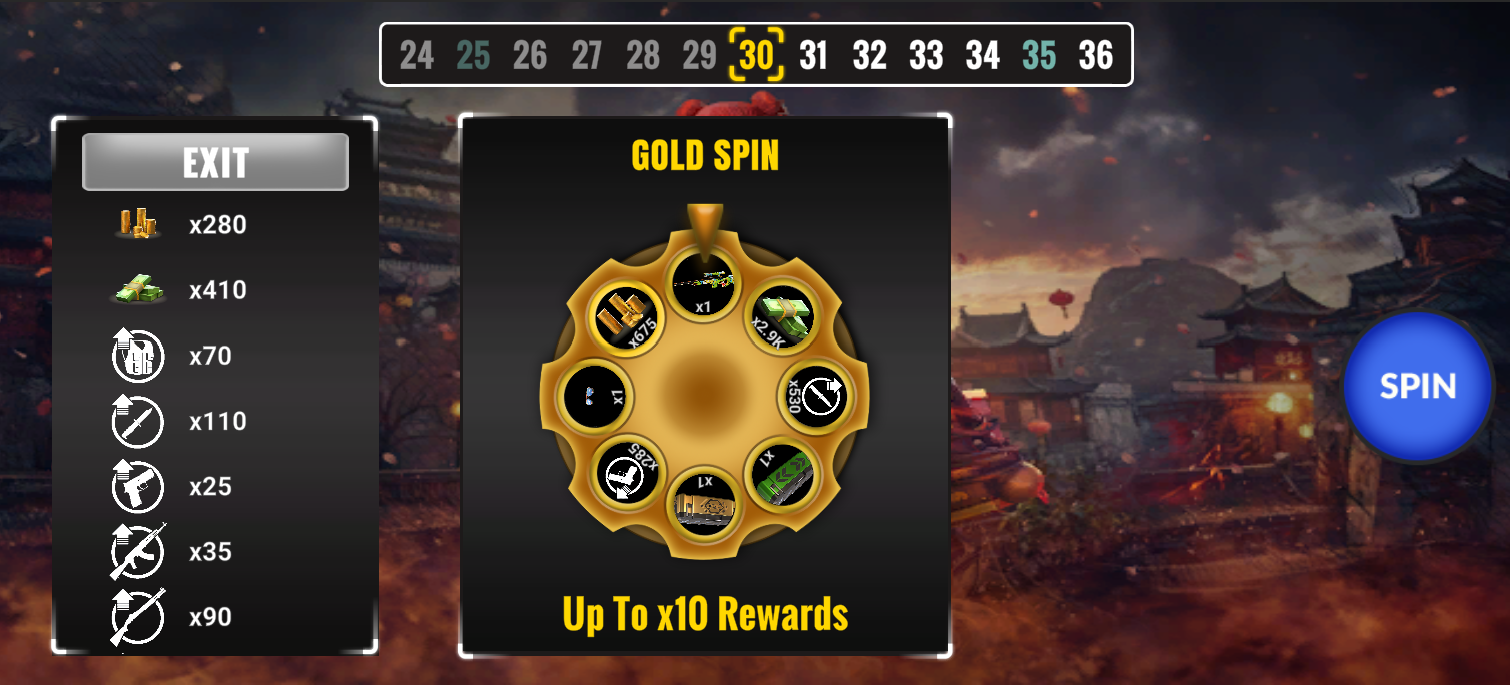 24 25 26 27 28 29 30 31 32 33 34 35 36
EXIT
x280
x410
x70
x110
x25
x35
x90
GOLD SPIN
x1
x2.9K
x530
x1
x1
x285
x1
x675
Up To x10 Rewards
SPIN